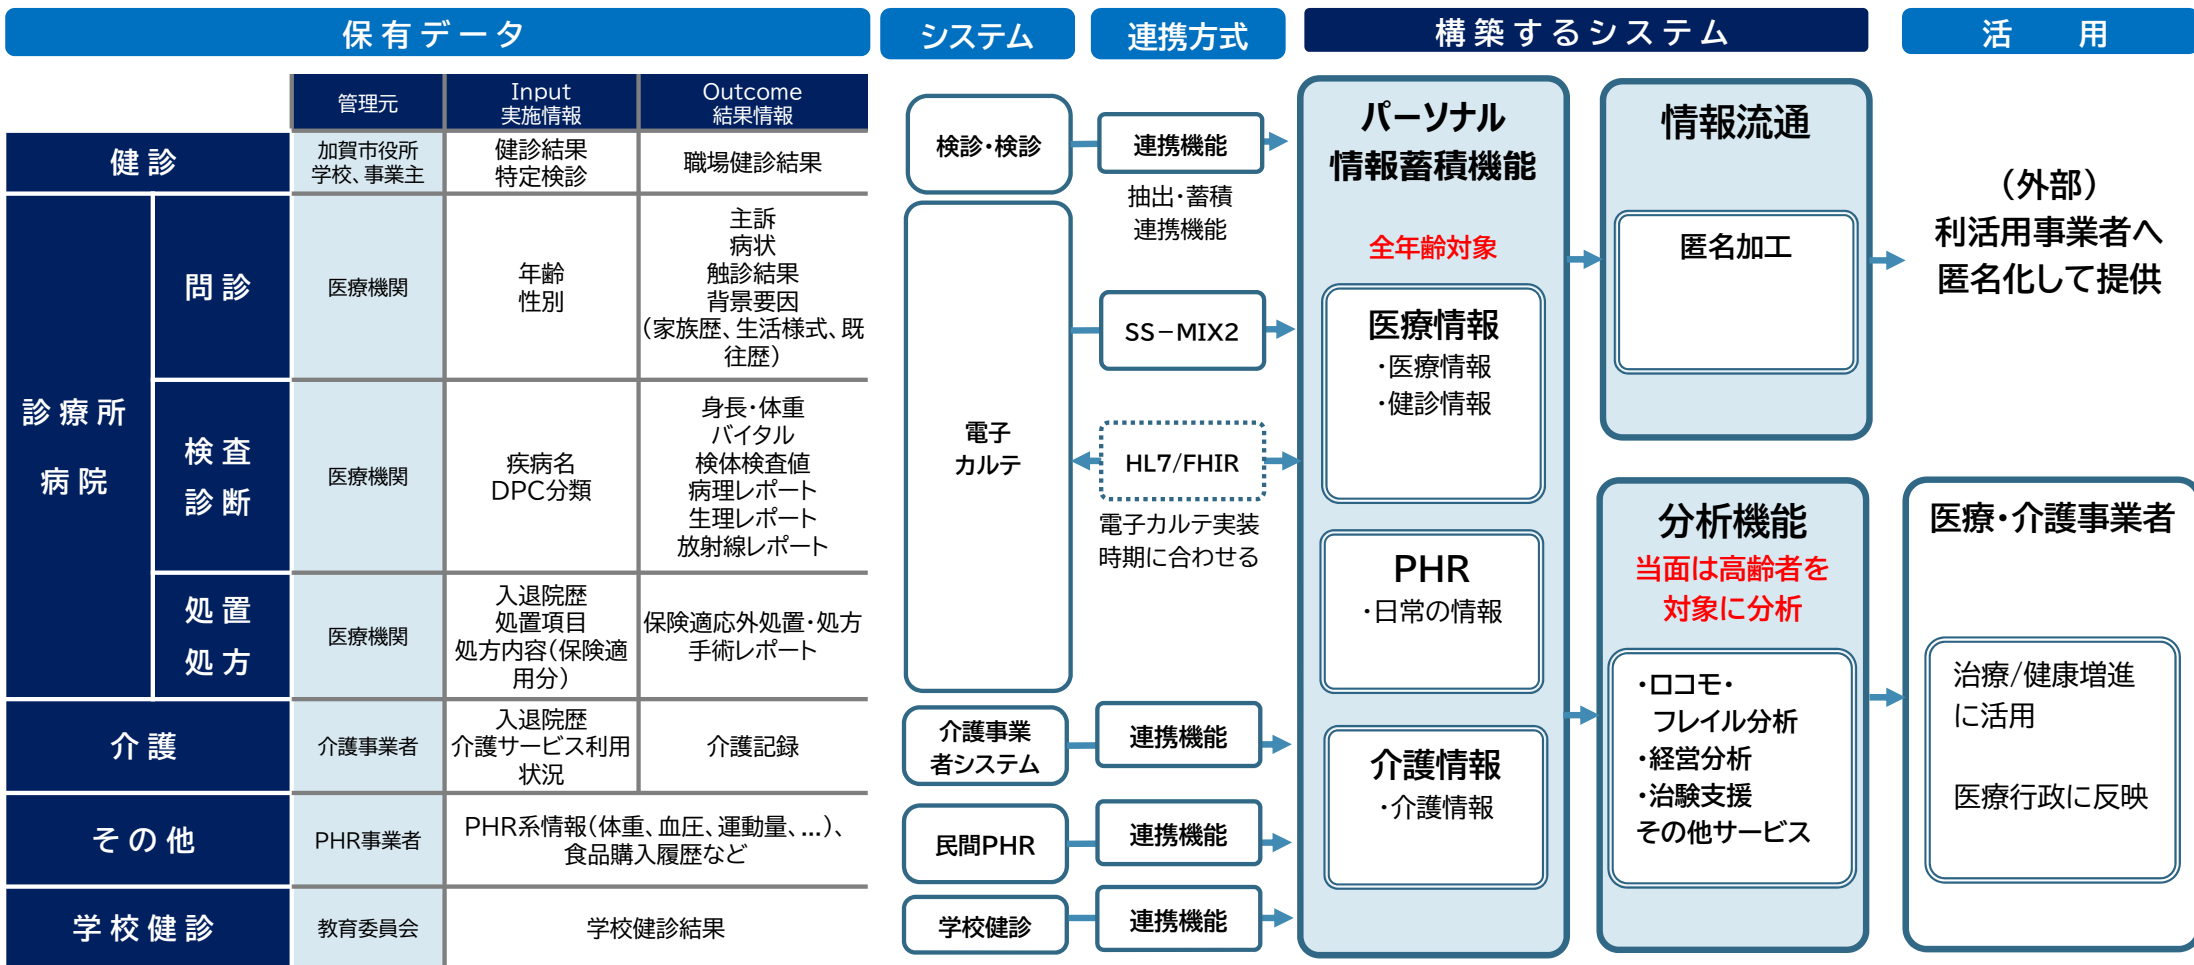 保有データ
システム
連携方式
構築するシステム
活　用
管理元
Input
実施情報
Outcome
結果情報
健診
加賀市役所
学校、事業主
健診結果
特定検診
職場健診結果
診療所
病院
問診
医療機関
年齢
性別
主訴
病状
触診結果
背景要因
（家族歴、生活様式、既
往歴）
検査
診断
医療機関
疾病名
DPC分類
身長・体重
バイタル
検体検査値
病理レポート
生理レポート
放射線レポート
処置
処方
医療機関
入退院歴
処置項目
処方内容（保険適
用分）
保険適応外処置・処方
手術レポート
介護
介護事業者
入退院歴
介護サービス利用
状況
介護記録
その他
PHR事業者
PHR系情報（体重、血圧、運動量、…）、
食品購入履歴など
学校健診
教育委員会
学校健診結果
検診・検診
電子
カルテ
介護事業
者システム
民間PHR
学校健診
連携機能
抽出・蓄積
連携機能
SS－MIX2
HL7/FHIR
電子カルテ実装
時期に合わせる
連携機能
連携機能
連携機能
パーソナル
情報蓄積機能
全年齢対象
医療情報
・医療情報
・健診情報
PHR
・日常の情報
介護情報
・介護情報
情報流通
匿名加工
分析機能
当面は高齢者を
対象に分析
・ロコモ・
フレイル分析
・経営分析
・治験支援
その他サービス
（外部）
利活用事業者へ
匿名化して提供
医療・介護事業者
治療/健康増進
に活用
医療行政に反映